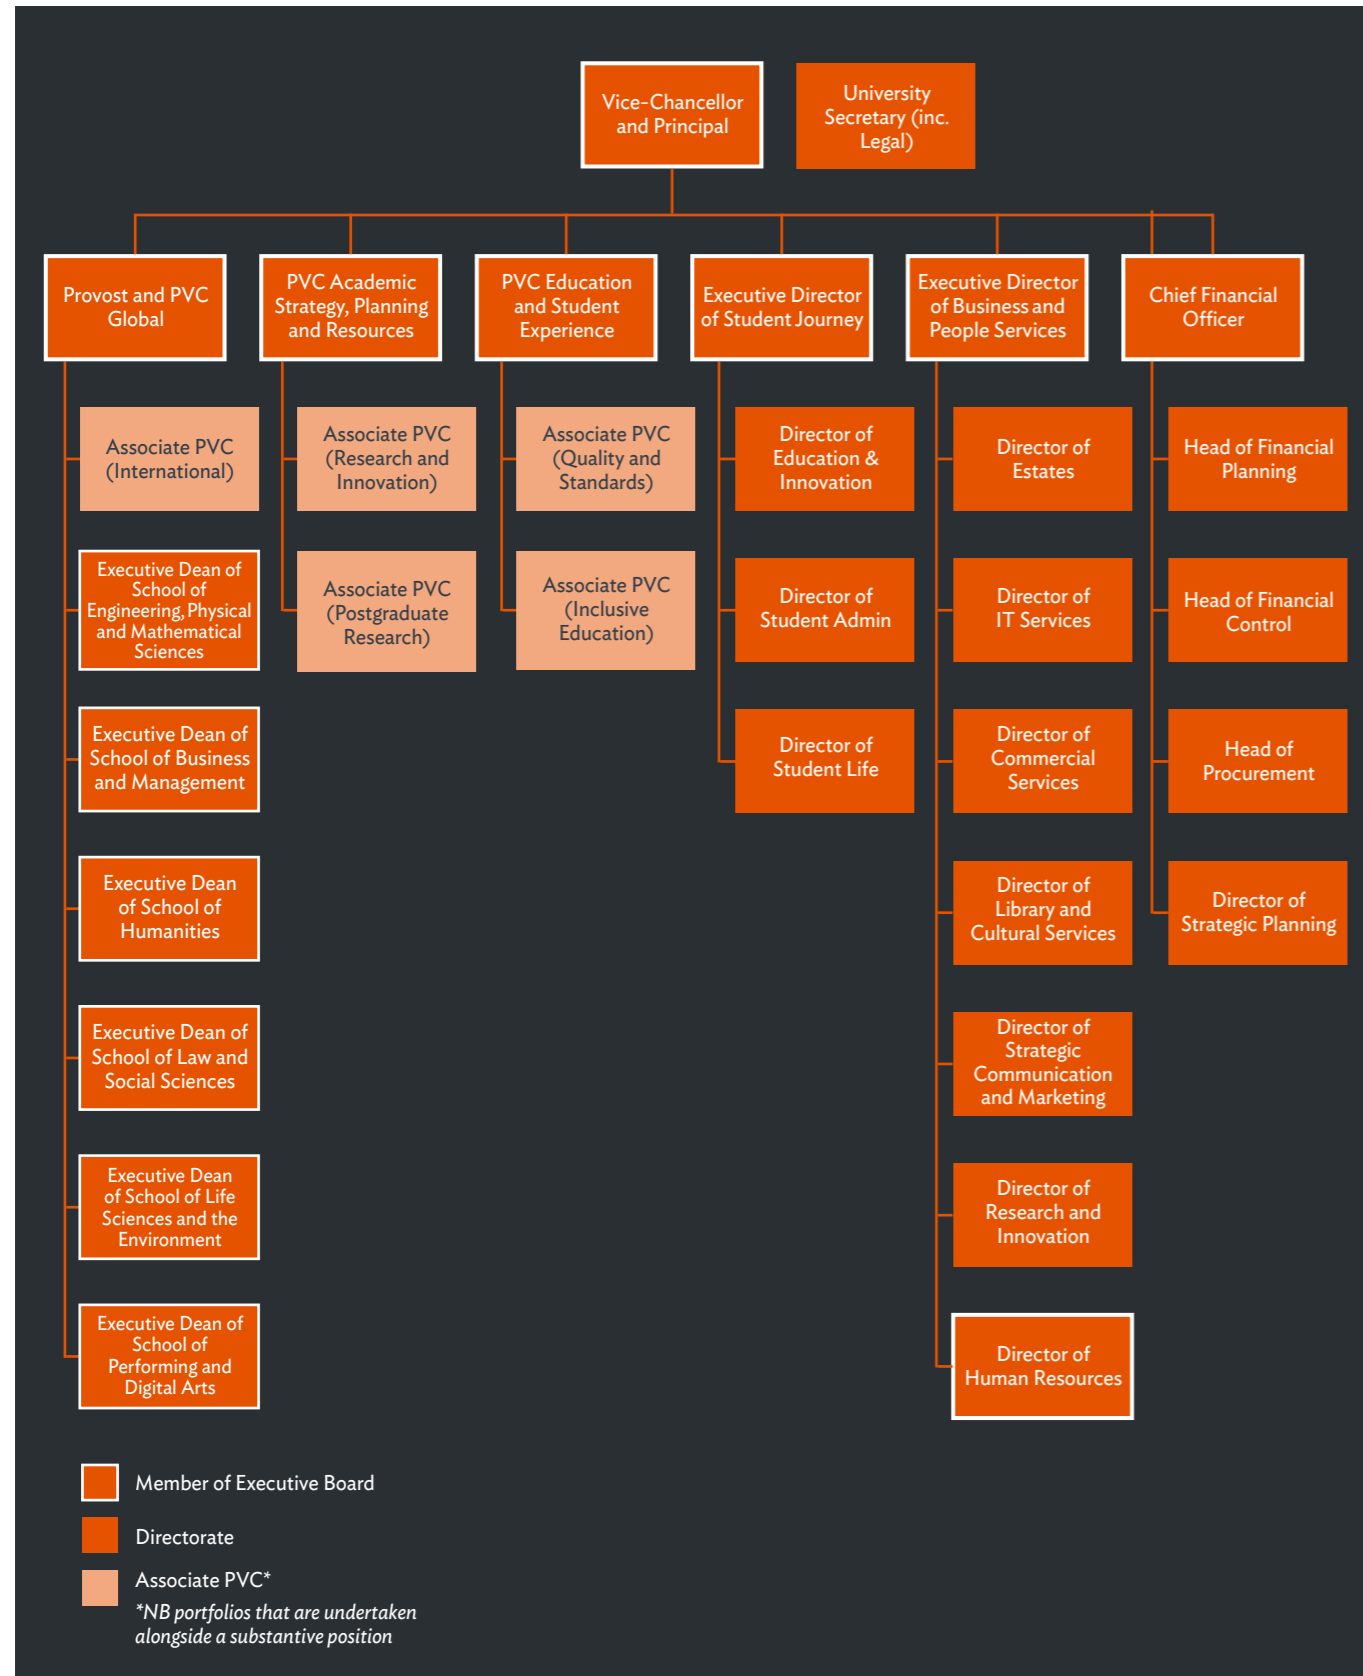 Vice-Chancellor
and Principal
University
Secretary (inc.
Legal)
Provost and PVC
Global
PVC Academic
Strategy, Planning
and Resources
PVC Education
and Student
Experience
Executive Director
of Student Journey
Executive Director
of Business and
People Services
Chief Financial
Officer
Associate PVC
(International)
Executive Dean of
School of
Engineering, Physical
and Mathematical
Sciences
Executive Dean of
School of Business
and Management
Executive Dean
of School of
Humanities
Executive Dean of
School of Law and
Social Sciences
Executive Dean
of School of Life
Sciences and the
Environment
Executive Dean of
School of
Performing and
Digital Arts
Associate PVC
(Research and
Innovation)
Associate PVC
(Postgraduate
Research)
Associate PVC
(Quality and
Standards)
Associate PVC
(Inclusive
Education)
Director of
Education &
Innovation
Director of
Student Admin
Director of
Student Life
Director of
Estates
Director of
IT Services
Director of
Commercial
Services
Director of
Library and
Cultural Services
Director of
Strategic
Communication
and Marketing
Director of
Research and
Innovation
Director of
Human Resources
Head of Financial
Planning
Head of Financial
Control
Head of
Procurement
Director of
Strategic Planning
Member of Executive Board
Directorate
Associate PVC*
*NB portfolios that are undertaken
alongside a substantive position